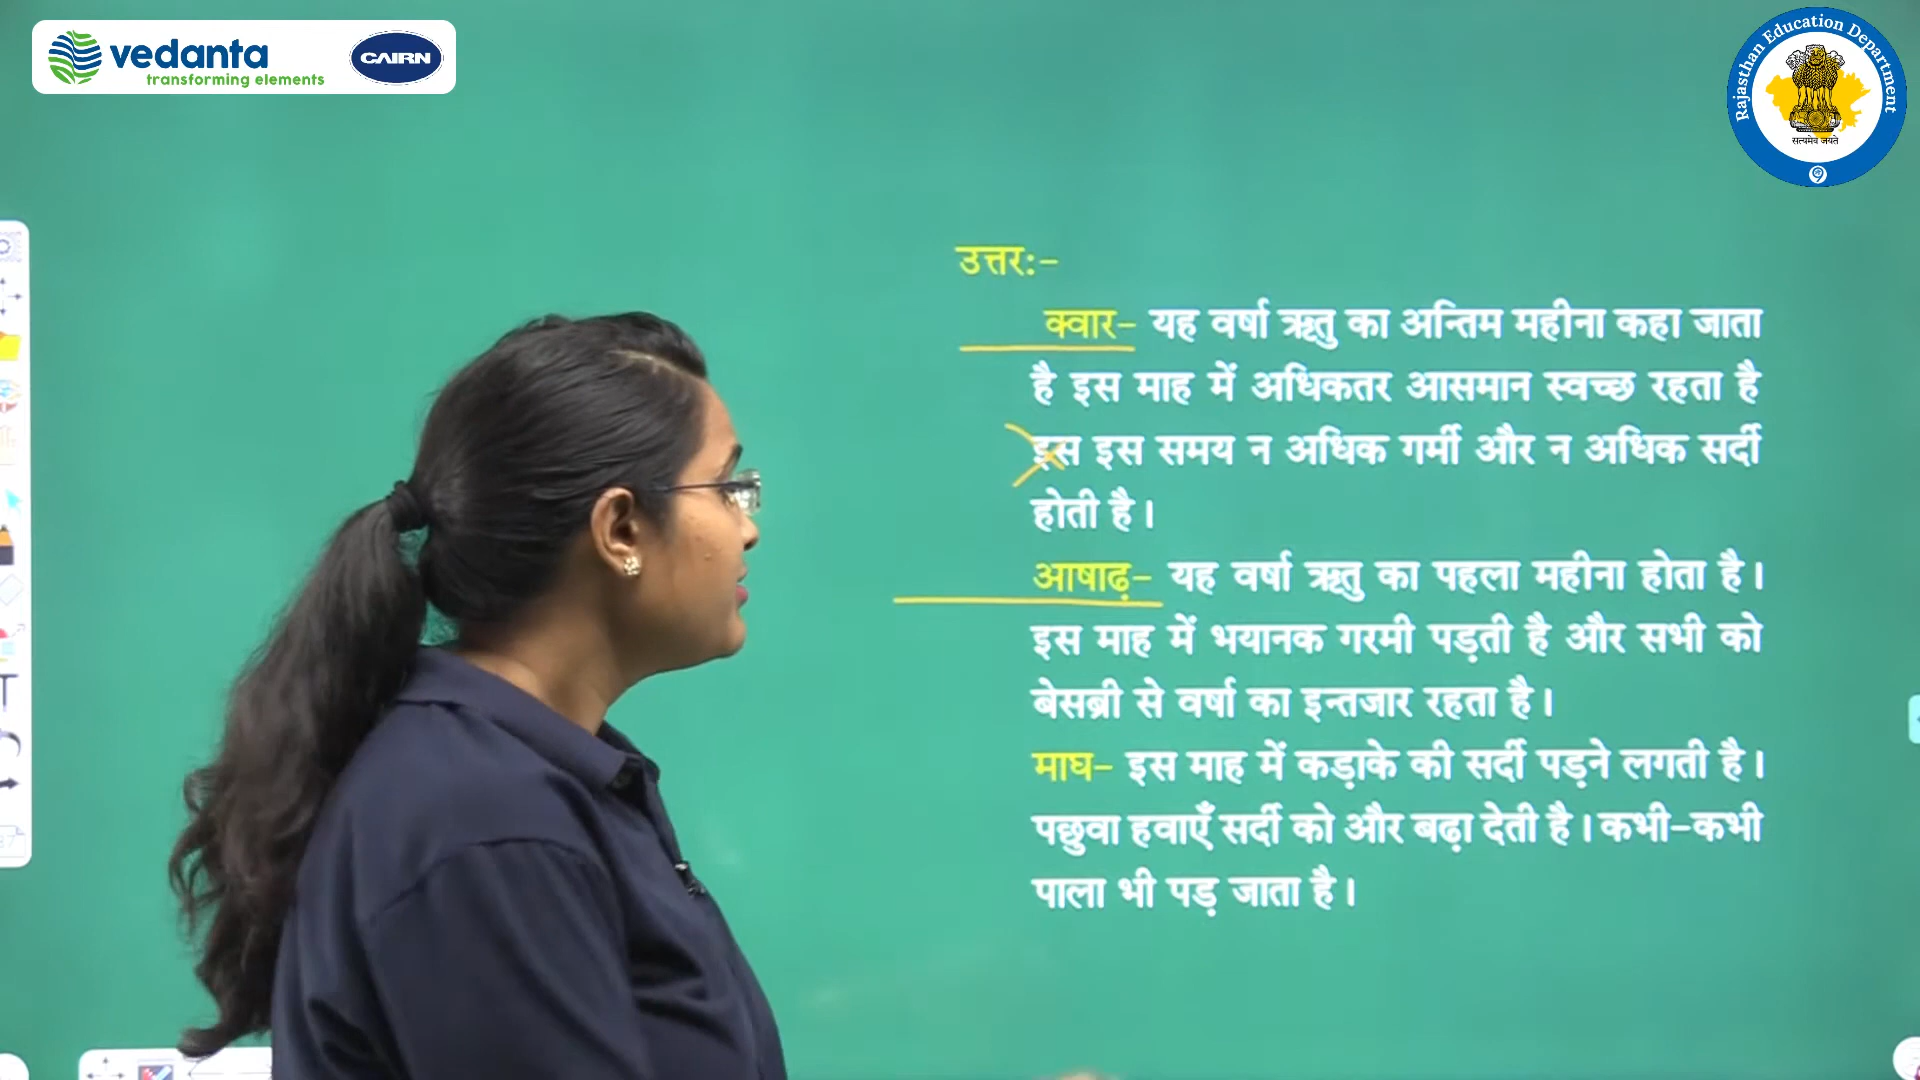 vedanta
transforming elements
CAIRN
Rajasthan Education Department
सत्यमेव जयते
उत्तर:-
क्वार- यह वर्षा ऋतु का अन्तिम महीना कहा जाता
है इस माह में अधिकतर आसमान स्वच्छ रहता है
इस इस समय न अधिक गर्मी और न अधिक सर्दी
होती है।
आषाढ़- यह वर्षा ऋतु का पहला महीना होता है।
इस माह में भयानक गरमी पड़ती है और सभी को
बेसब्री से वर्षा का इन्तजार रहता है।
माघ- इस माह में कड़ाके की सर्दी पड़ने लगती है।
पछुवा हवाएँ सर्दी को और बढ़ा देती है। कभी-कभी
पाला भी पड़ जाता है।